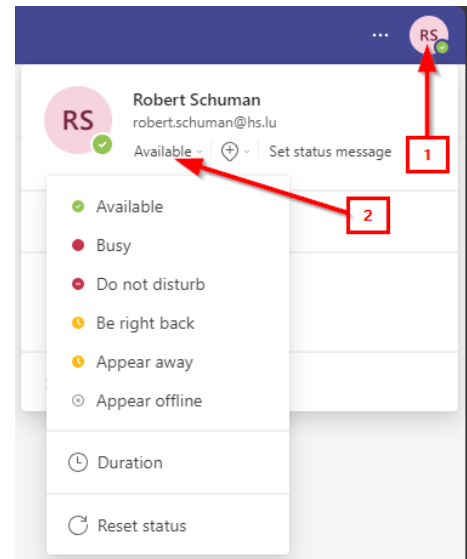 ... RS
RS
Robert Schuman
robert.schuman@hs.lu
Available Set status message
1
2
Available
Busy
Do not disturb
Be right back
Appear away
Appear offline
Duration
Reset status